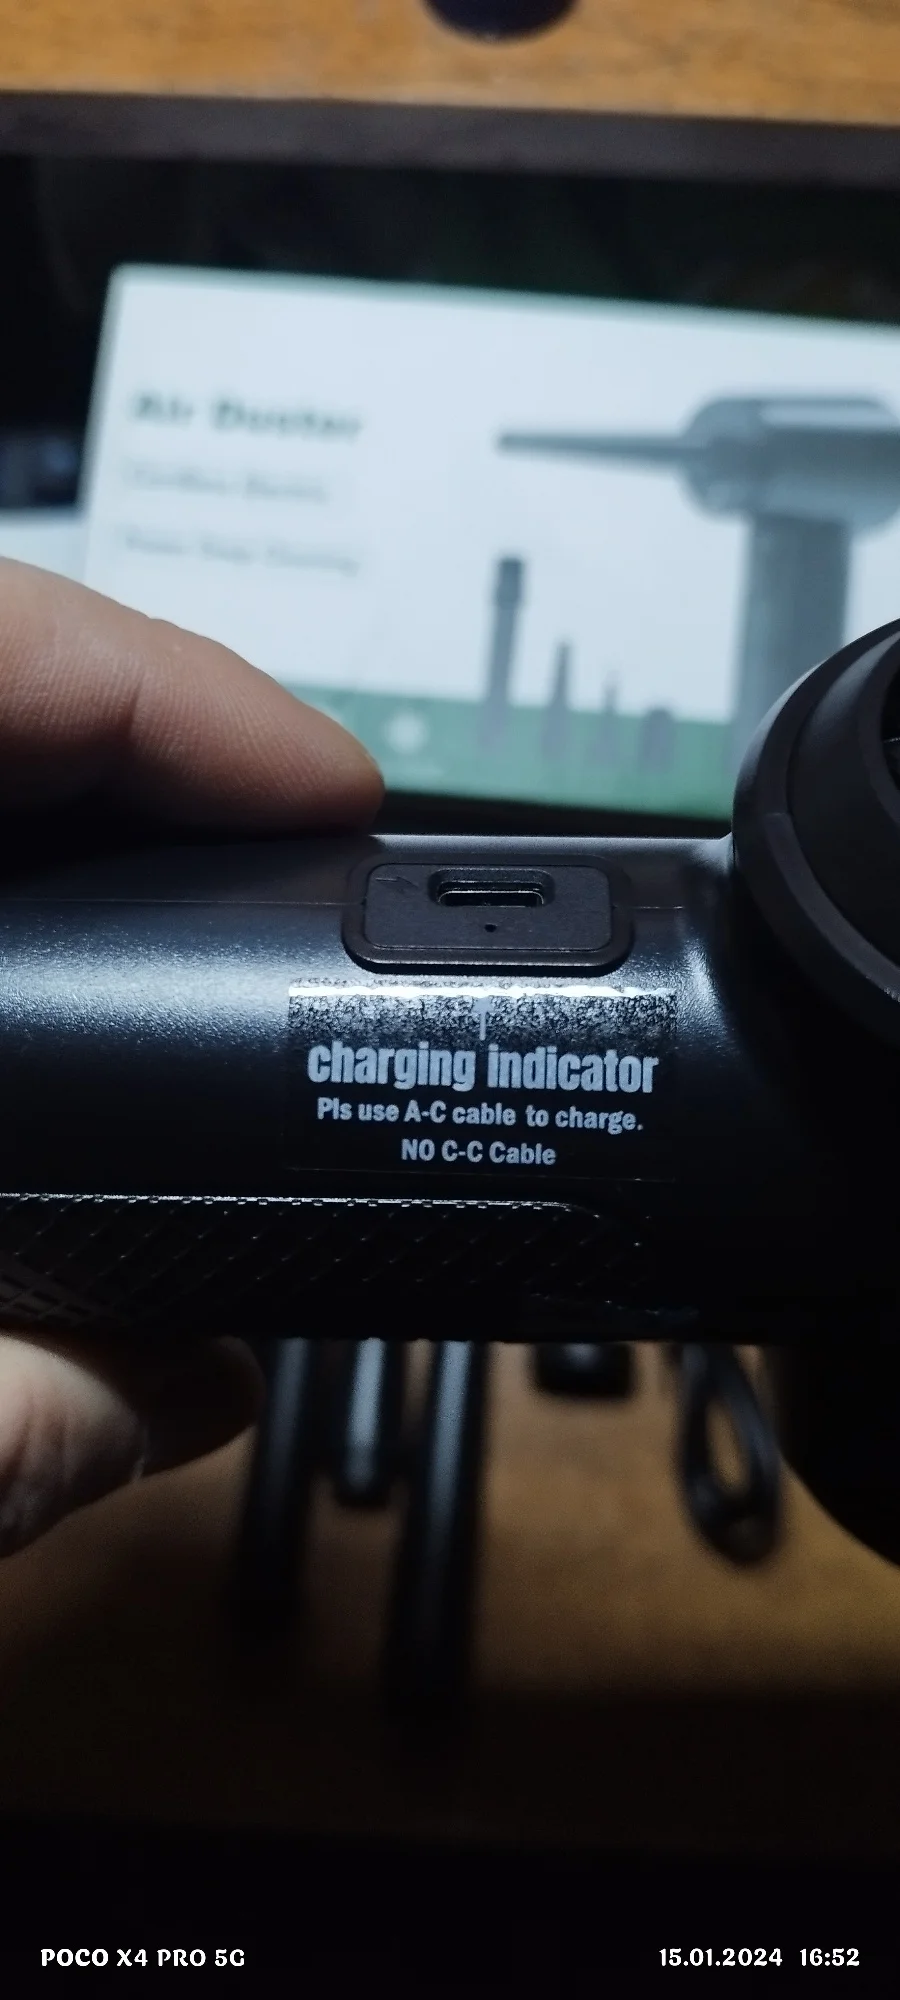 Air Duster
charging indicator
Pls use A-C cable to charge.
NO C-C Cable
POCO X4 PRO 5G
15.01.2024 16:52